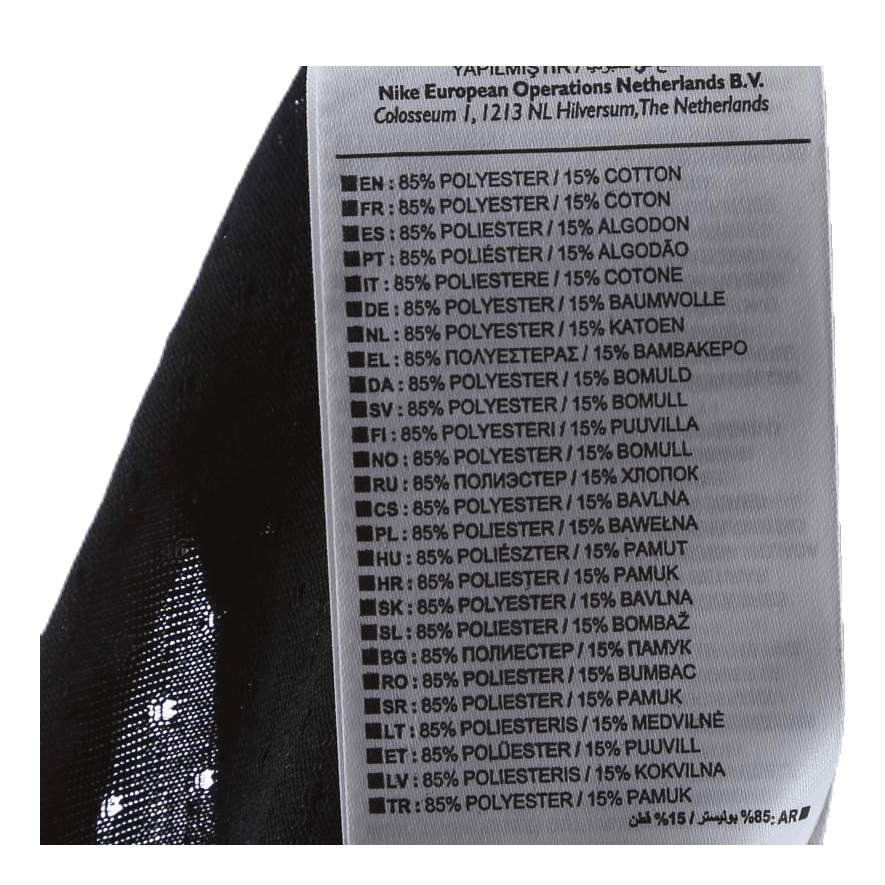 YAPILMIŞTIR /
Nike European Operations Netherlands B.V.
Colosseum 1, 1213 NL Hilversum,The Netherlands
EN : 85% POLYESTER / 15% COTTON
FR : 85% POLYESTER / 15% COTON
ES : 85% POLIESTER / 15% ALGODON
PT : 85% POLIÉSTER / 15% ALGODÃO
IT : 85% POLIESTERE / 15% COTONE
DE : 85% POLYESTER / 15% BAUMWOLLE
NL : 85% POLYESTER / 15% KATOEN
EL : 85% ΠΟΛΥΕΣΤΕΡΑΣ / 15% ΒΑΜΒΑΚΕΡΟ
DA : 85% POLYESTER / 15% BOMULD
SV : 85% POLYESTER / 15% BOMULL
FI : 85% POLYESTERI / 15% PUUVILLA
NO : 85% POLYESTER / 15% BOMULL
RU : 85% ПОЛИЭСТЕР / 15% ХЛОПОК
CS : 85% POLYESTER / 15% BAVLNA
PL : 85% POLIESTER / 15% BAWEŁNA
HU : 85% POLIÉSZTER / 15% PAMUT
HR : 85% POLIESTER / 15% PAMUK
SK : 85% POLYESTER / 15% BAVLNA
SL : 85% POLIESTER / 15% BOMBAŽ
BG : 85% ПОЛИЕСТЕР / 15% ПАМУК
RO : 85% POLIESTER / 15% BUMBAC
SR : 85% POLIESTER / 15% PAMUK
LT : 85% POLIESTERIS / 15% MEDVILNĖ
ET : 85% POLÜESTER / 15% PUUVILL
LV : 85% POLIESTERIS / 15% KOKVILNA
TR : 85% POLYESTER / 15% PAMUK
AR :85% بوليستر / 15% قطن